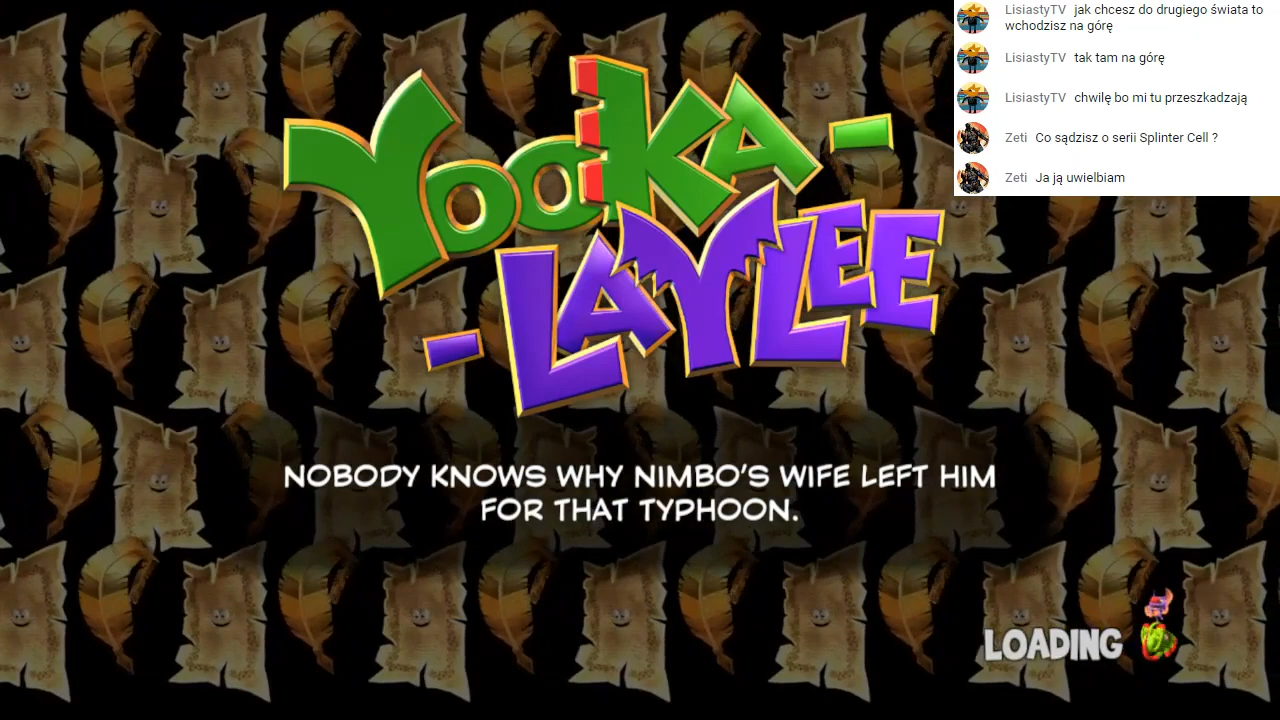 LisiastyTV jak chcesz do drugiego świata to
wchodzisz na górę
LisiastyTV tak tam na górę
LisiastyTV chwilę bo mi tu przeszkadzają
Zeti Co sądzisz o serii Splinter Cell ?
Zeti Ja ją uwielbiam
YOOKA-
-LAYLEE
NOBODY KNOWS WHY NIMBO'S WIFE LEFT HIM
FOR THAT TYPHOON.
LOADING